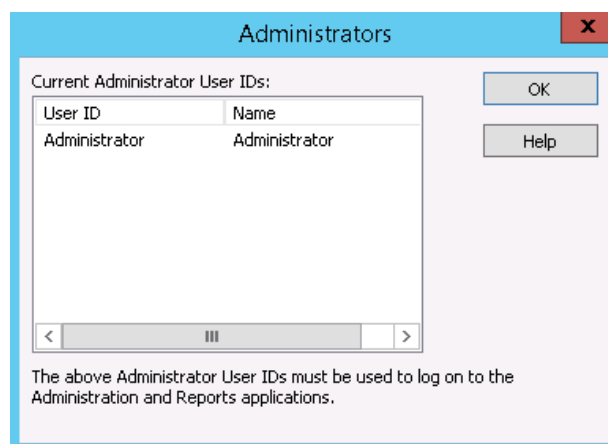 Administrators
x
Current Administrator User IDs:
OK
User ID Name
Administrator Administrator
Help
The above Administrator User IDs must be used to log on to the
Administration and Reports applications.